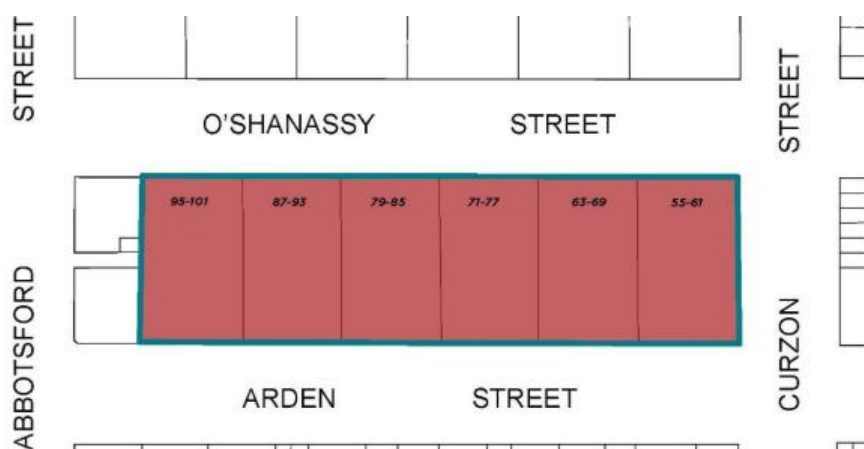 STREET
STREET
O'SHANASSY STREET
95-101 87-93 79-85 71-77 63-69 55-61
ABBOTSFORD
CURZON
ARDEN STREET